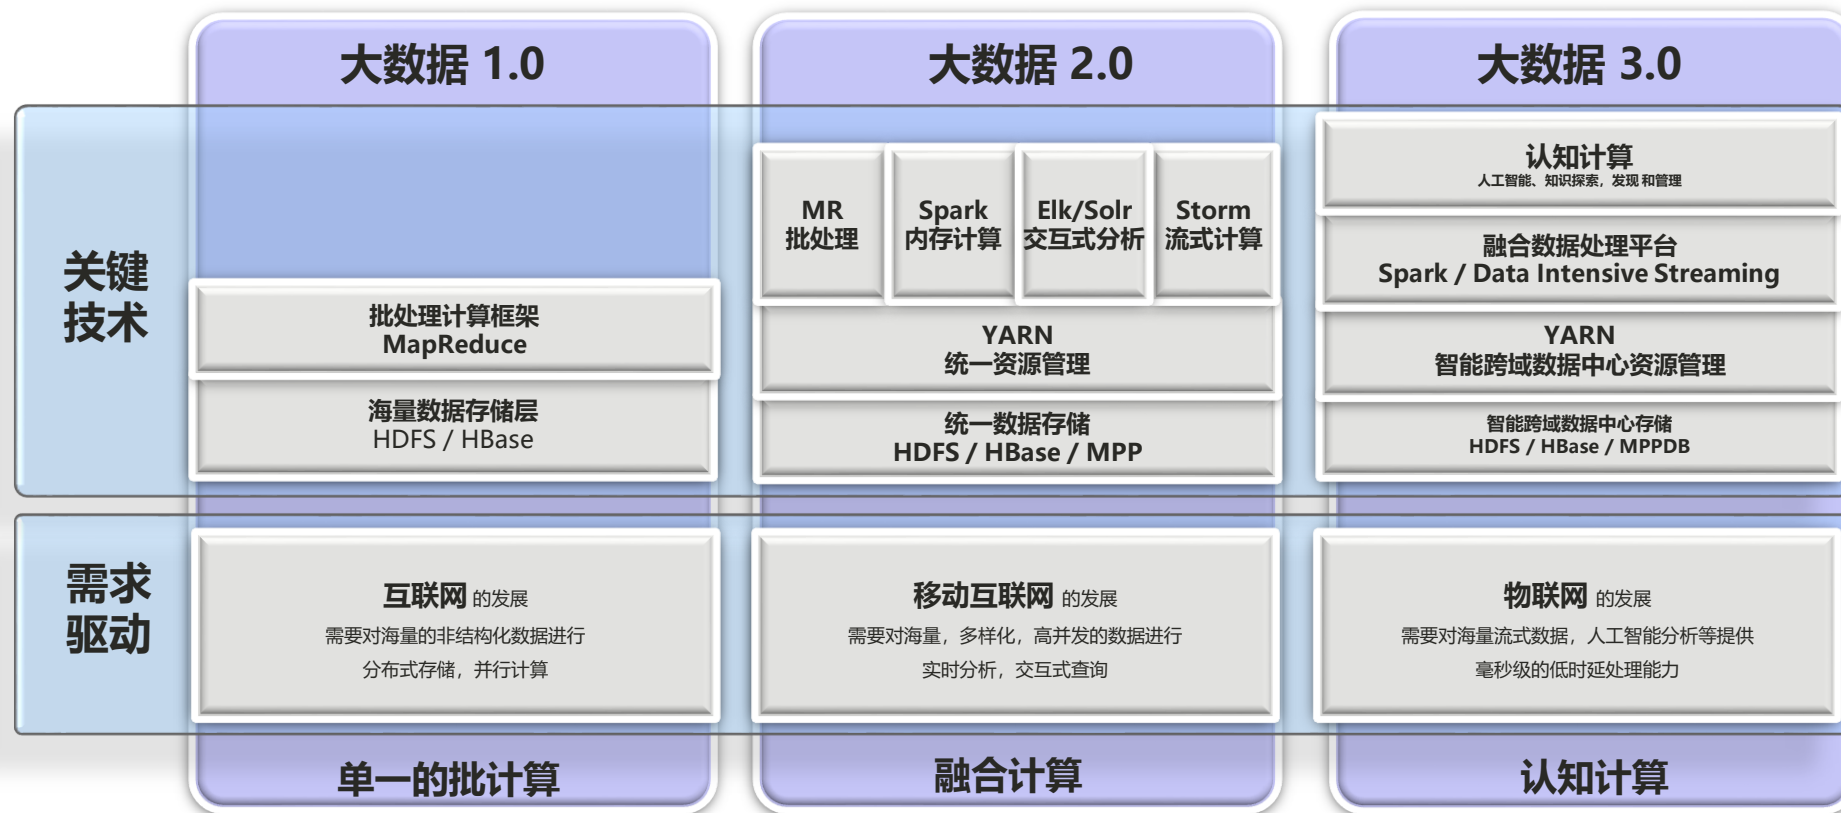 大数据 1.0
大数据 2.0
大数据 3.0
关键
技术
批处理计算框架
MapReduce
海量数据存储层
HDFS / HBase
MR
批处理
Spark
内存计算
Elk/Solr
交互式分析
Storm
流式计算
YARN
统一资源管理
统一数据存储
HDFS / HBase / MPP
认知计算
人工智能、知识探索，发现 和管理
融合数据处理平台
Spark / Data Intensive Streaming
YARN
智能跨域数据中心资源管理
智能跨域数据中心存储
HDFS / HBase / MPPDB
需求
驱动
互联网 的发展
需要对海量的非结构化数据进行
分布式存储，并行计算
移动互联网 的发展
需要对海量，多样化，高并发的数据进行
实时分析，交互式查询
物联网 的发展
需要对海量流式数据，人工智能分析等提供
毫秒级的低时延处理能力
单一的批计算
融合计算
认知计算